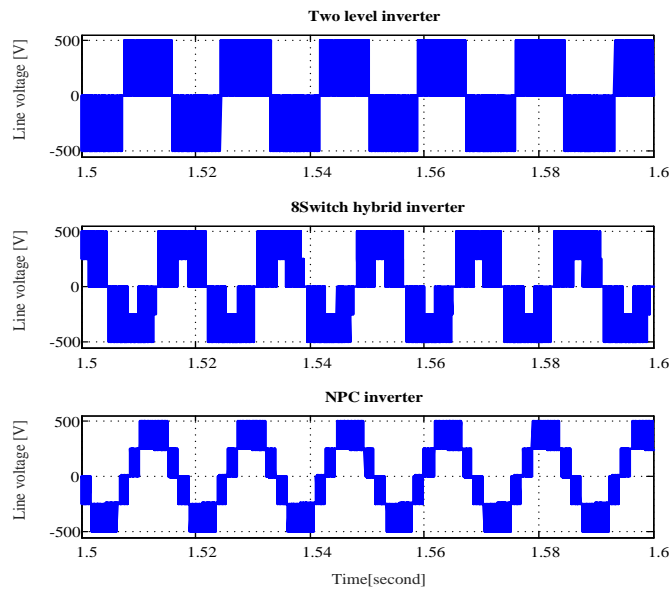 Two level inverter
Line voltage [V]
500
0
-500
1.5 1.52 1.54 1.56 1.58 1.6
8Switch hybrid inverter
Line voltage [V]
500
0
-500
1.5 1.52 1.54 1.56 1.58 1.6
NPC inverter
Line voltage [V]
500
0
-500
1.5 1.52 1.54 1.56 1.58 1.6
Time[second]